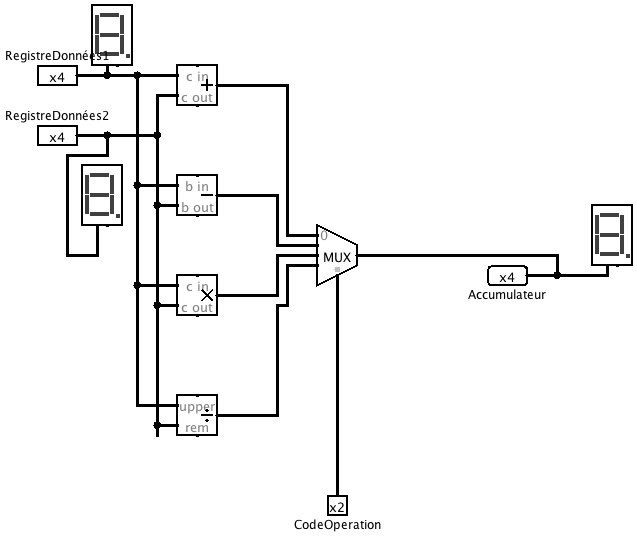 RegistreDonnées1
x4
c in
+
c out
RegistreDonnées2
x4
b in
−
b out
0
MUX
c in
×
c out
x4
Accumulateur
upper
÷
rem
x2
CodeOperation